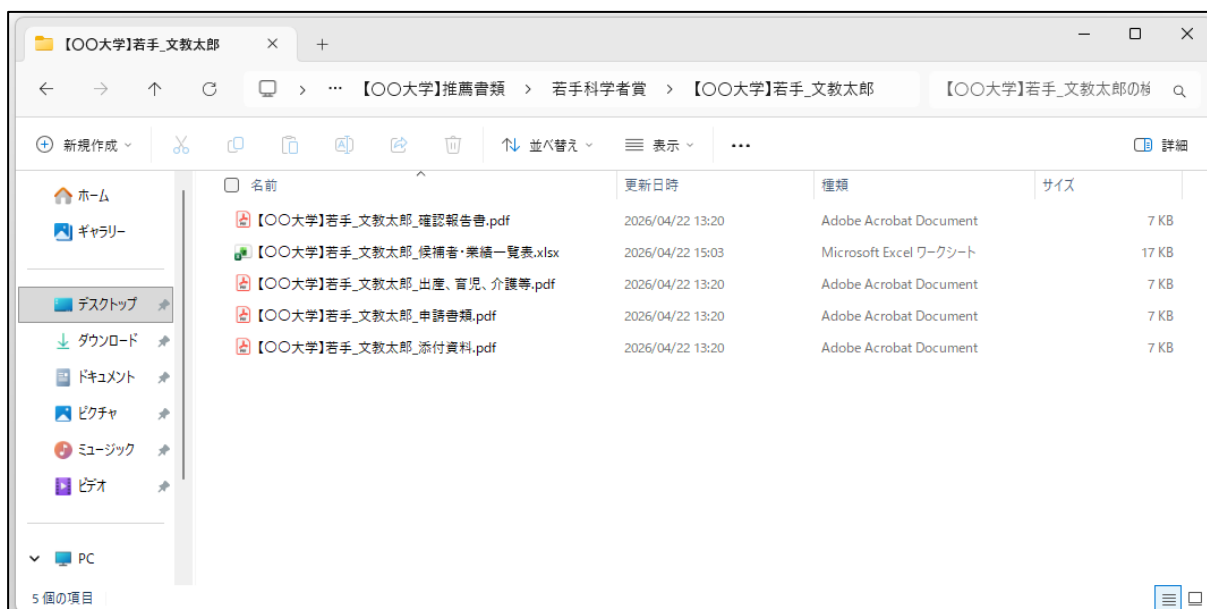 【〇〇大学】若手_文教太郎
… 【〇〇大学】推薦書類 > 若手科学者賞 > 【〇〇大学】若手_文教太郎 【〇〇大学】若手_文教太郎の検
新規作成 並べ替え 表示 ... 詳細
名前 更新日時 種類 サイズ
ホーム
ギャラリー
デスクトップ
ダウンロード
ドキュメント
ピクチャ
ミュージック
ビデオ
PC
【〇〇大学】若手_文教太郎_確認報告書.pdf 2026/04/22 13:20 Adobe Acrobat Document 7 KB
【〇〇大学】若手_文教太郎_候補者・業績一覧表.xlsx 2026/04/22 15:03 Microsoft Excel ワークシート 17 KB
【〇〇大学】若手_文教太郎_出産、育児、介護等.pdf 2026/04/22 13:20 Adobe Acrobat Document 7 KB
【〇〇大学】若手_文教太郎_申請書類.pdf 2026/04/22 13:20 Adobe Acrobat Document 7 KB
【〇〇大学】若手_文教太郎_添付資料.pdf 2026/04/22 13:20 Adobe Acrobat Document 7 KB
5 個の項目